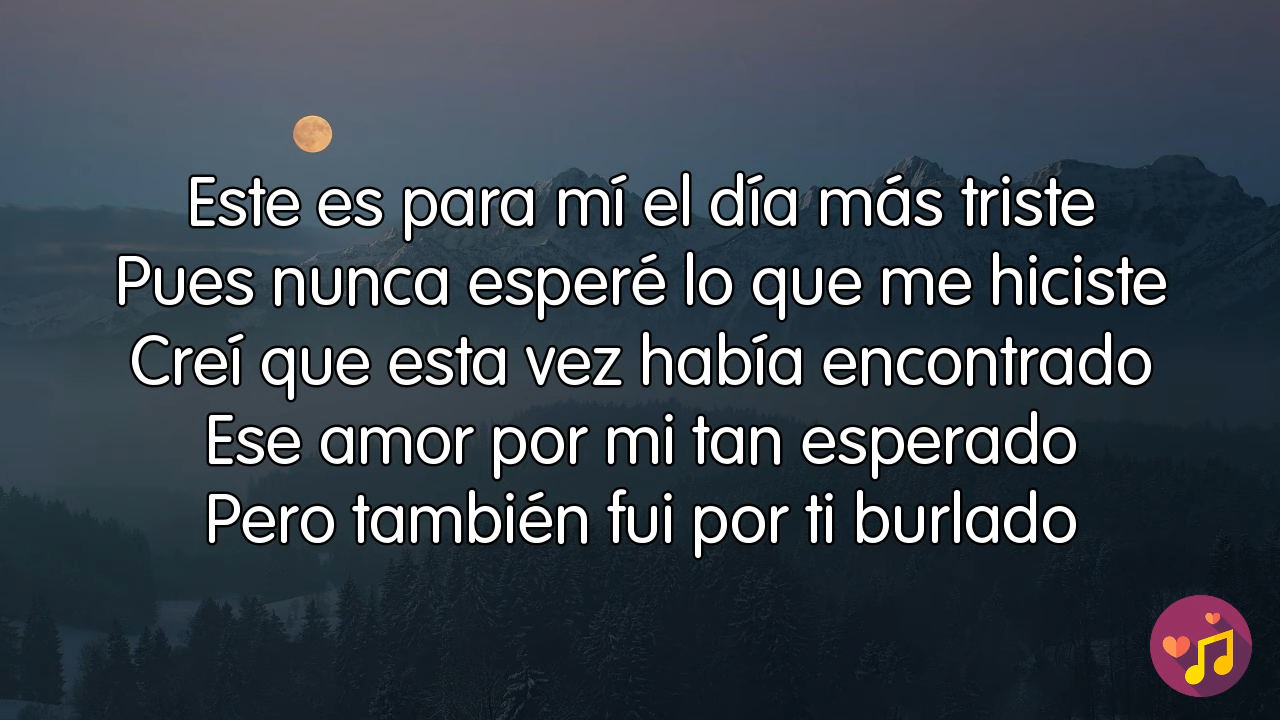 Este es para mí el día más triste
Pues nunca esperé lo que me hiciste
Creí que esta vez había encontrado
Ese amor por mi tan esperado
Pero también fui por ti burlado